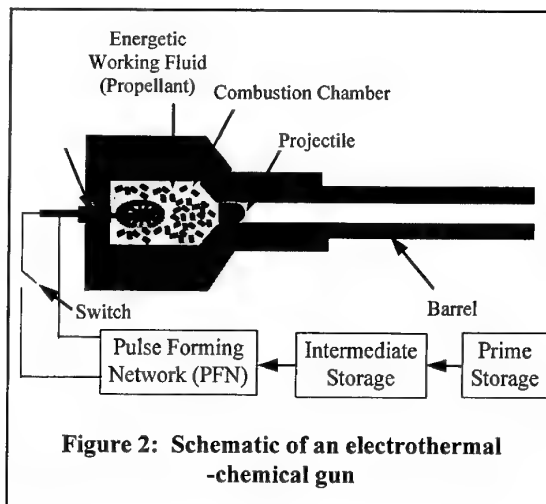 Energetic
Working Fluid
(Propellant)
Combustion Chamber
Projectile
Switch
Barrel
Pulse Forming
Network (PFN)
Intermediate
Storage
Prime
Storage
Figure 2: Schematic of an electrothermal
-chemical gun